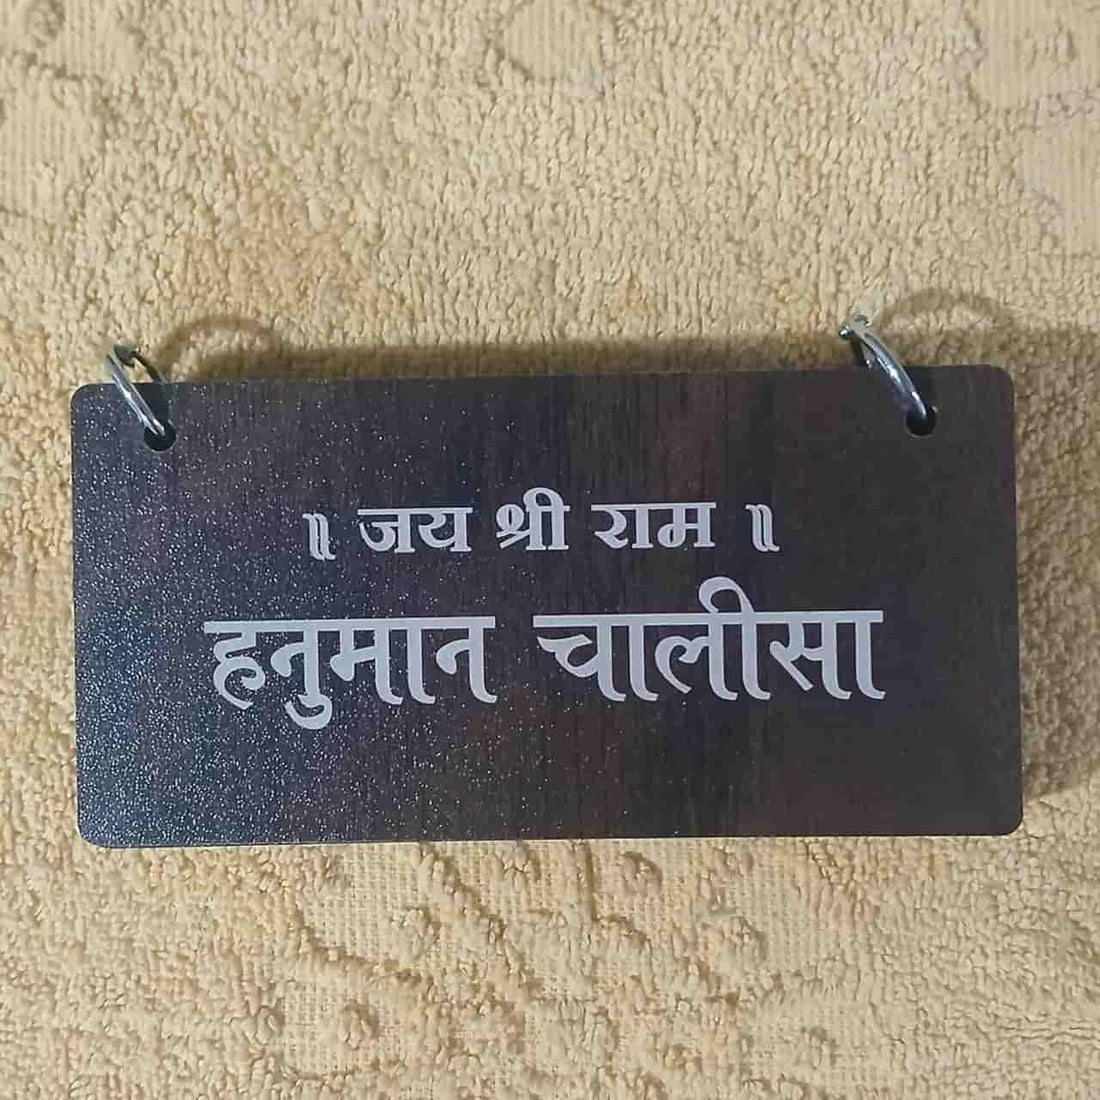 ॥ जय श्री राम ॥
हनुमान चालीसा